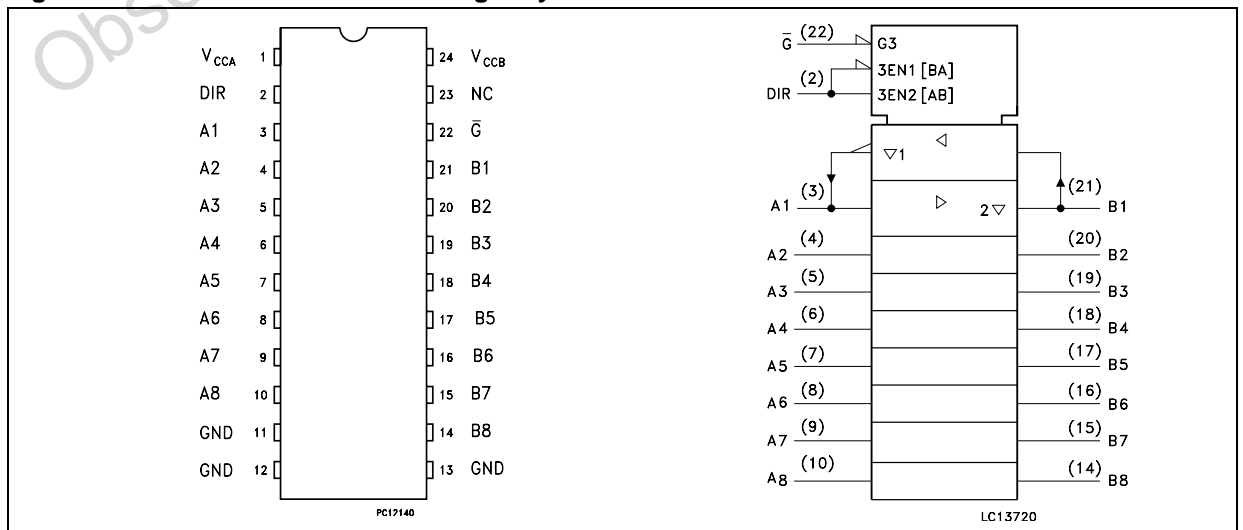 V_CCA 1
DIR 2
A1 3
A2 4
A3 5
A4 6
A5 7
A6 8
A7 9
A8 10
GND 11
GND 12
24 V_CCB
23 NC
22 G̅
21 B1
20 B2
19 B3
18 B4
17 B5
16 B6
15 B7
14 B8
13 GND
PC12140
G̅ (22) G3
3EN1 [BA]
DIR (2) 3EN2 [AB]
▽1 ◁
A1 (3) ▷ 2▽ (21) B1
A2 (4) (20) B2
A3 (5) (19) B3
A4 (6) (18) B4
A5 (7) (17) B5
A6 (8) (16) B6
A7 (9) (15) B7
A8 (10) (14) B8
LC13720